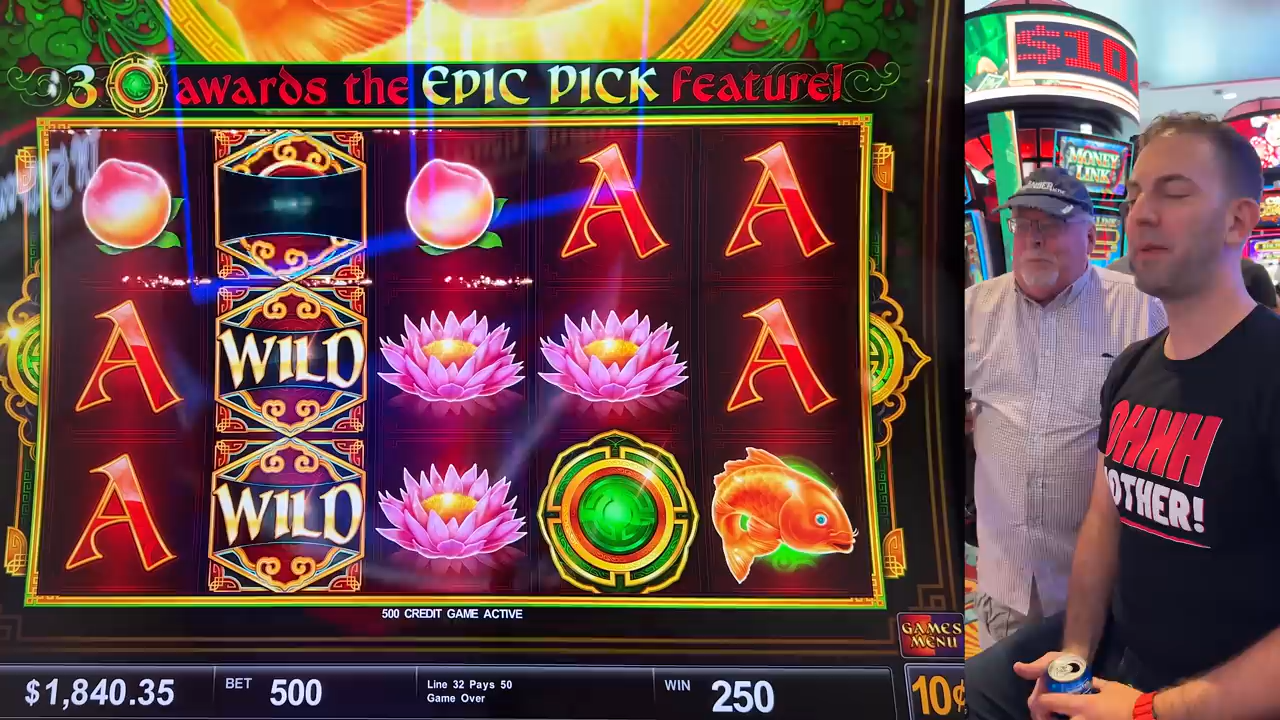 3 awards the EPIC PICK feature!
$10
MONEY LINK
A A
A WILD A
A WILD
OHHH
OTHER!
500 CREDIT GAME ACTIVE
GAMES MENU
$1,840.35
BET 500
Line 32 Pays 50
Game Over
WIN 250
10¢